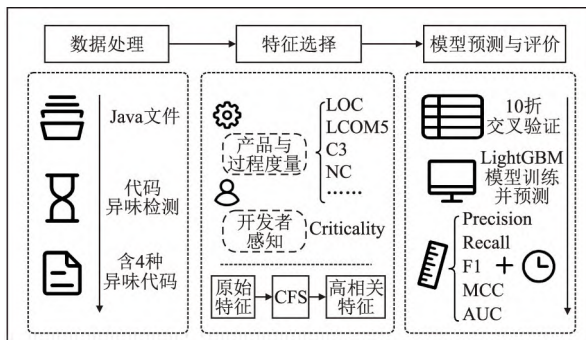 数据处理
特征选择
模型预测与评价
Java文件
代码
异味检测
含4种
异味代码
产品与
过程度量
LOC
LCOM5
C3
NC
……
开发者
感知
Criticality
原始
特征
CFS
高相关
特征
10折
交叉验证
LightGBM
模型训练
并预测
Precision
Recall
F1
MCC
AUC